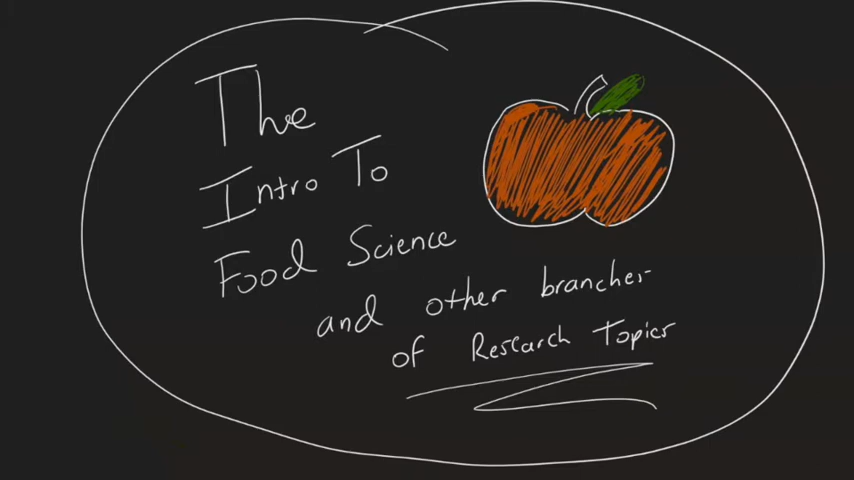 The
Intro To
Food Science
and other branches
of Research Topics